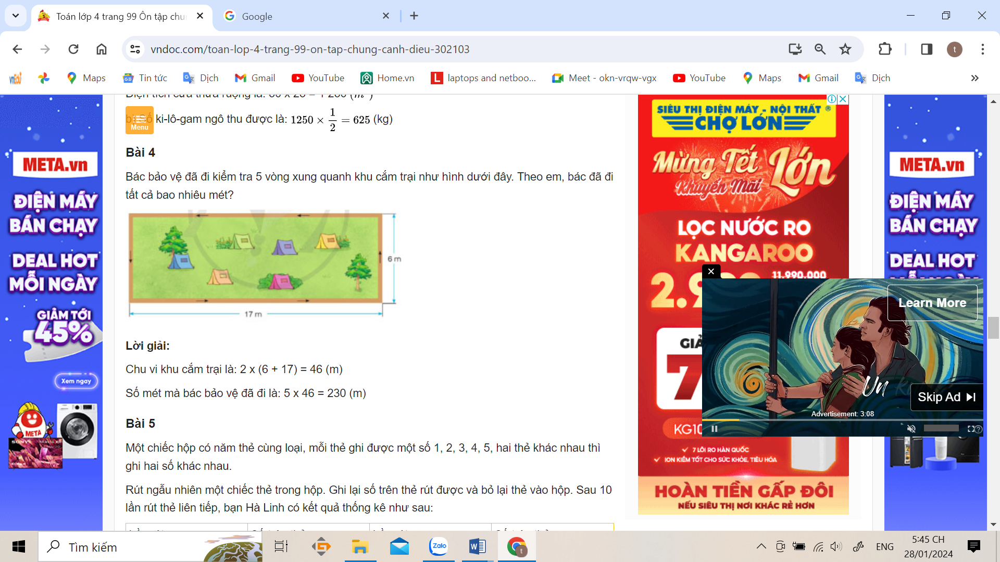 Toán lớp 4 trang 99 Ôn tập chu
Google
vndoc.com/toan-lop-4-trang-99-on-tap-chung-canh-dieu-302103
t
vnEdu
Maps
Tin tức
Dịch
Gmail
YouTube
Home.vn
laptops and netboo...
Meet - okn-vrqw-vgx
YouTube
Maps
Gmail
Dịch
Menu
b) Số ki-lô-gam ngô thu được là: 1250 × 1/2 = 625 (kg)
Bài 4
Bác bảo vệ đã đi kiểm tra 5 vòng xung quanh khu cắm trại như hình dưới đây. Theo em, bác đã đi
tất cả bao nhiêu mét?
6 m
17 m
Lời giải:
Chu vi khu cắm trại là: 2 x (6 + 17) = 46 (m)
Số mét mà bác bảo vệ đã đi là: 5 x 46 = 230 (m)
Bài 5
Một chiếc hộp có năm thẻ cùng loại, mỗi thẻ ghi được một số 1, 2, 3, 4, 5, hai thẻ khác nhau thì
ghi hai số khác nhau.
Rút ngẫu nhiên một chiếc thẻ trong hộp. Ghi lại số trên thẻ rút được và bỏ lại thẻ vào hộp. Sau 10
lần rút thẻ liên tiếp, bạn Hà Linh có kết quả thống kê như sau:
META.vn
ĐIỆN MÁY
BÁN CHẠY
DEAL HOT
MỖI NGÀY
GIẢM TỚI
45%
Xem ngay
META
SONY
SIÊU THỊ ĐIỆN MÁY - NỘI THẤT ®
CHỢ LỚN
Mừng Tết Lớn
Khuyến Mãi
LỌC NƯỚC RO
KANGAROO
11.990.000
GIẢ
7
KG10
7 LÕI RO HÀN QUỐC
ION KIỀM TỐT CHO SỨC KHỎE, TIÊU HÓA
HOÀN TIỀN GẤP ĐÔI
NẾU SIÊU THỊ NƠI KHÁC RẺ HƠN
Learn More
Un
Skip Ad
Advertisement: 3:08
META.vn
ĐIỆN MÁY
BÁN CHẠY
DEAL HOT
Tìm kiếm
Zalo
t
ENG
5:45 CH
28/01/2024